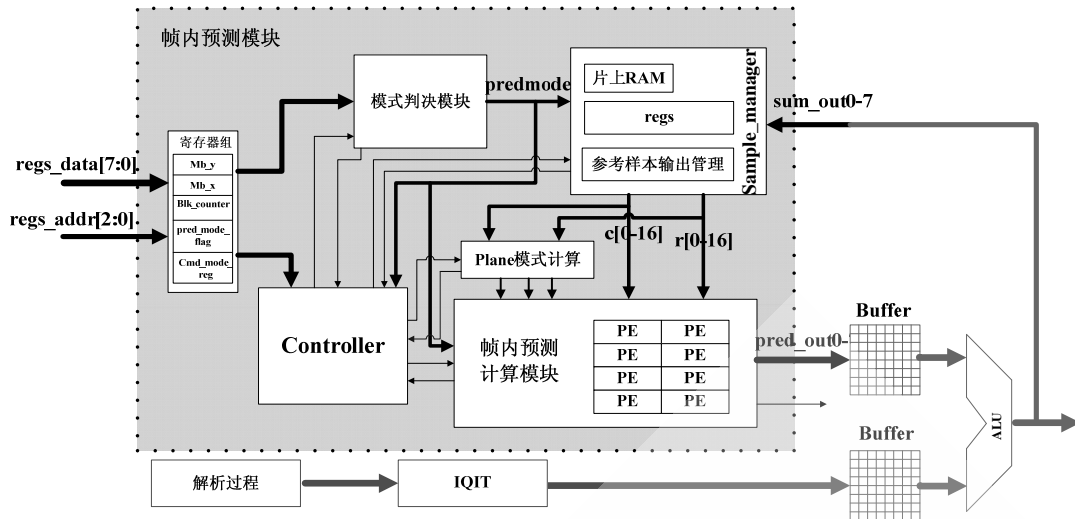 帧内预测模块
模式判决模块
predmode
片上RAM
regs
参考样本输出管理
Sample_manager
sum_out0-7
寄存器组
Mb_y
Mb_x
Blk_counter
pred_mode_
flag
Cmd_mode_
reg
regs_data[7:0]
regs_addr[2:0]
c[0-16]
r[0-16]
Plane模式计算
Controller
帧内预测
计算模块
PE PE
PE PE
PE PE
PE PE
pred_out0-
Buffer
Buffer
ALU
解析过程
IQIT